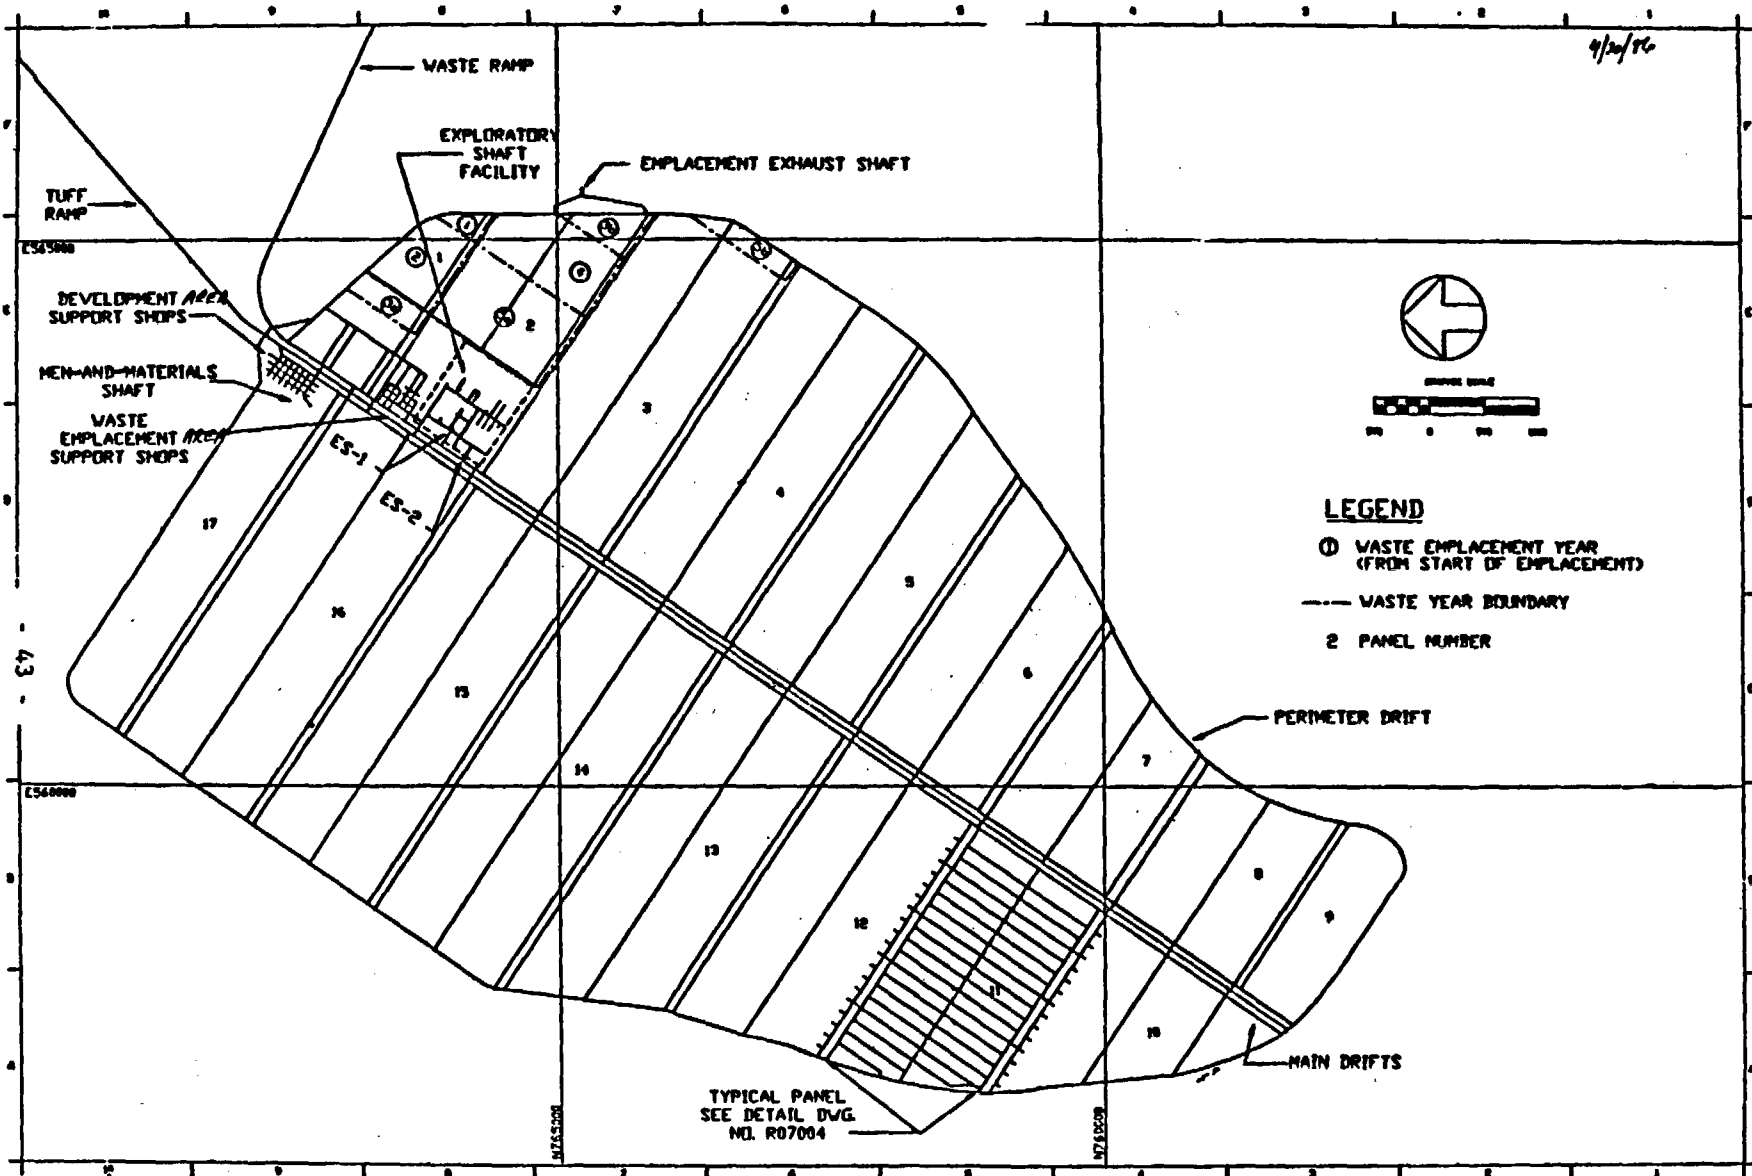 9/30/86
WASTE RAMP
EXPLORATORY
SHAFT
FACILITY
EMPLACEMENT EXHAUST SHAFT
TUFF
RAMP
E565000
DEVELOPMENT AREA
SUPPORT SHOPS
MEN-AND-MATERIALS
SHAFT
WASTE
EMPLACEMENT AREA
SUPPORT SHOPS
ES-1
ES-2
1
2
3
4
5
6
7
8
9
10
11
12
13
14
15
16
17
LEGEND
① WASTE EMPLACEMENT YEAR
(FROM START OF EMPLACEMENT)
WASTE YEAR BOUNDARY
2 PANEL NUMBER
PERIMETER DRIFT
- 43 -
E560000
MAIN DRIFTS
TYPICAL PANEL
SEE DETAIL DWG.
NO. R07004
N765000
N760000